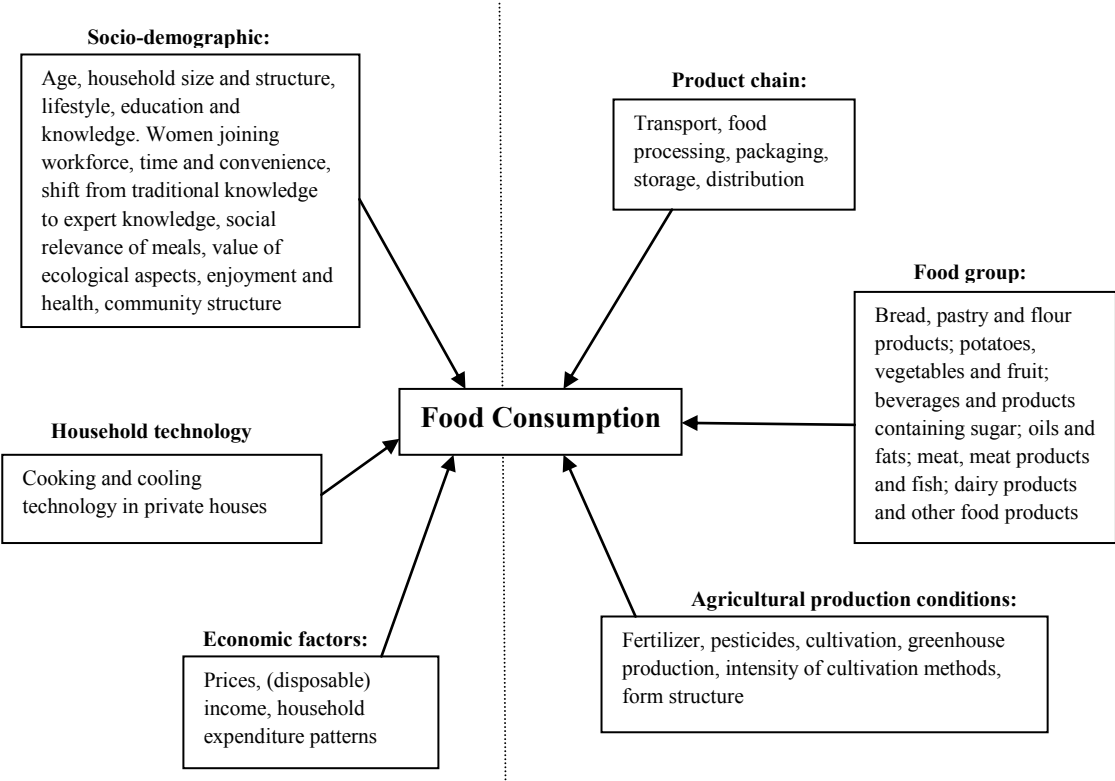 Socio-demographic:
Age, household size and structure,
lifestyle, education and
knowledge. Women joining
workforce, time and convenience,
shift from traditional knowledge
to expert knowledge, social
relevance of meals, value of
ecological aspects, enjoyment and
health, community structure
Product chain:
Transport, food
processing, packaging,
storage, distribution
Food group:
Bread, pastry and flour
products; potatoes,
vegetables and fruit;
beverages and products
containing sugar; oils and
fats; meat, meat products
and fish; dairy products
and other food products
Food Consumption
Household technology
Cooking and cooling
technology in private houses
Economic factors:
Prices, (disposable)
income, household
expenditure patterns
Agricultural production conditions:
Fertilizer, pesticides, cultivation, greenhouse
production, intensity of cultivation methods,
form structure